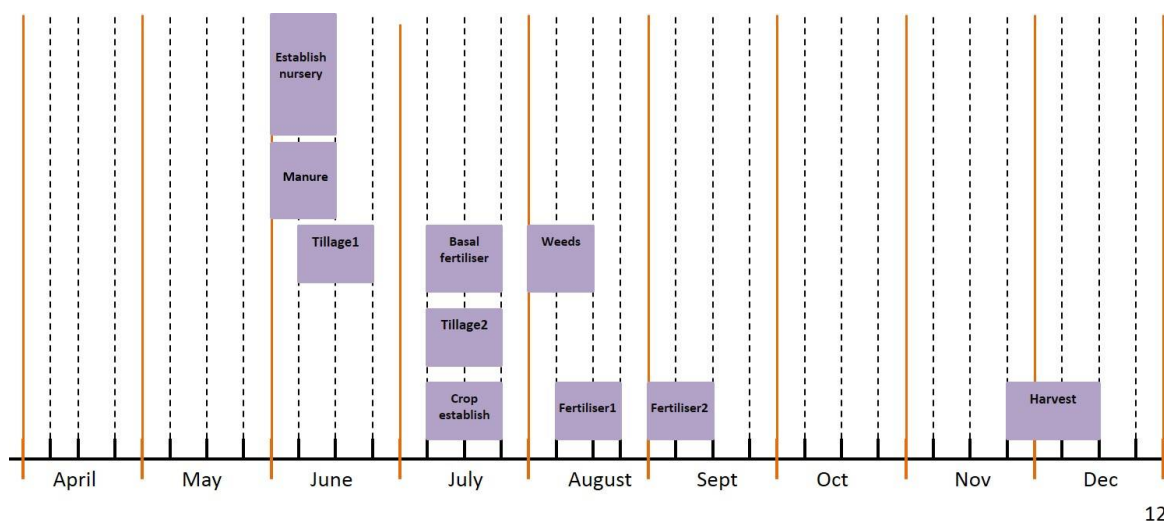 Establish
nursery
Manure
Tillage1
Basal
fertiliser
Weeds
Tillage2
Crop
establish
Fertiliser1
Fertiliser2
Harvest
April
May
June
July
August
Sept
Oct
Nov
Dec
12